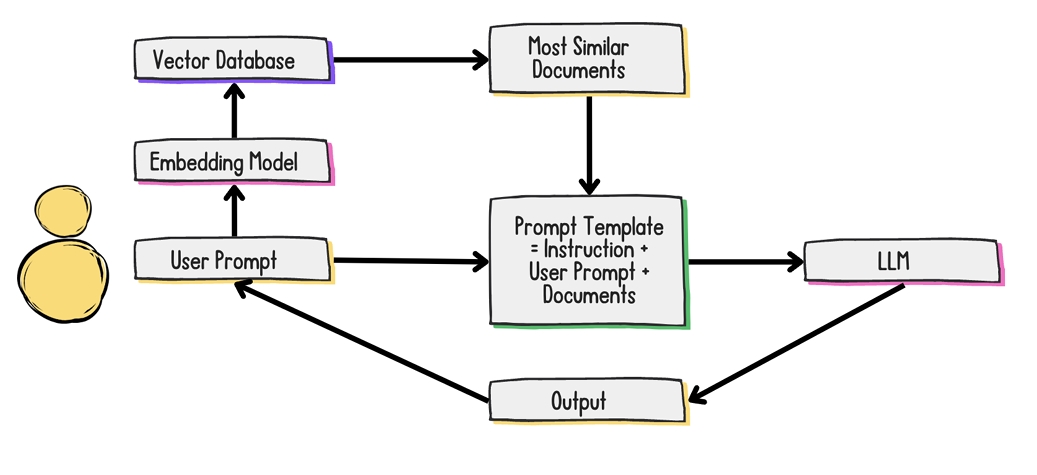 Vector Database
Most Similar
Documents
Embedding Model
User Prompt
Prompt Template
= Instruction +
User Prompt +
Documents
LLM
Output